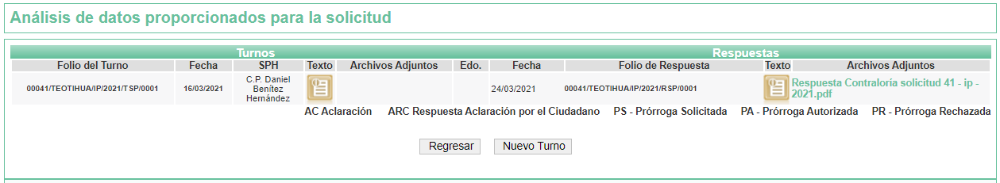 Análisis de datos proporcionados para la solicitud
Turnos Respuestas
Folio del Turno Fecha SPH Texto Archivos Adjuntos Edo. Fecha Folio de Respuesta Texto Archivos Adjuntos
00041/TEOTIHUA/IP/2021/TSP/0001 16/03/2021 C.P. Daniel Benítez Hernández 24/03/2021 00041/TEOTIHUA/IP/2021/RSP/0001 Respuesta Contraloría solicitud 41 - ip - 2021.pdf
AC Aclaración ARC Respuesta Aclaración por el Ciudadano PS - Prórroga Solicitada PA - Prórroga Autorizada PR - Prórroga Rechazada
Regresar Nuevo Turno